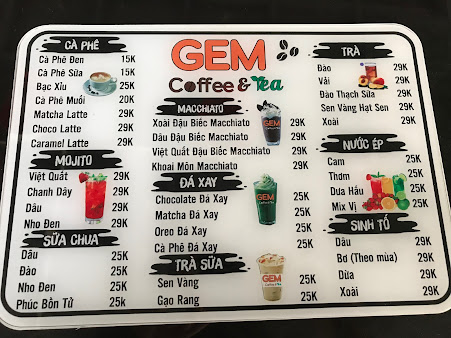 CÀ PHÊ
Cà Phê Đen 15K
Cà Phê Sữa 15K
Bạc Xỉu 25K
Cà Phê Muối 20K
Matcha Latte 29K
Choco Latte 29K
Caramel Latte 29K
MOJITO
Việt Quất 29K
Chanh Dây 29K
Dâu 29K
Nho Đen 29K
SỮA CHUA
Dâu 25k
Đào 25k
Nho Đen 25k
Phúc Bồn Tử 25k
GEM
Coffee & Tea
MACCHIATO
Xoài Đậu Biếc Macchiato
Dâu Đậu Biếc Macchiato
Việt Quất Đậu Biếc Macchiato
Khoai Môn Macchiato
GEM
29K
29K
29K
29K
ĐÁ XAY
Chocolate Đá Xay 25K
Matcha Đá Xay 25K
Oreo Đá Xay 25K
Cà Phê Đá Xay 25K
GEM
TRÀ SỮA
Sen Vàng 25K
Gạo Rang 25K
GEM
TRÀ
Đào 29K
Vải 29K
Đào Thạch Sữa 29K
Sen Vàng Hạt Sen 29K
Xoài 29K
NƯỚC ÉP
Cam 25K
Thơm 25K
Dưa Hấu 25K
Mix Vị 25K
SINH TỐ
Dâu 29K
Bơ (Theo mùa) 29K
Dừa 29K
Xoài 29K